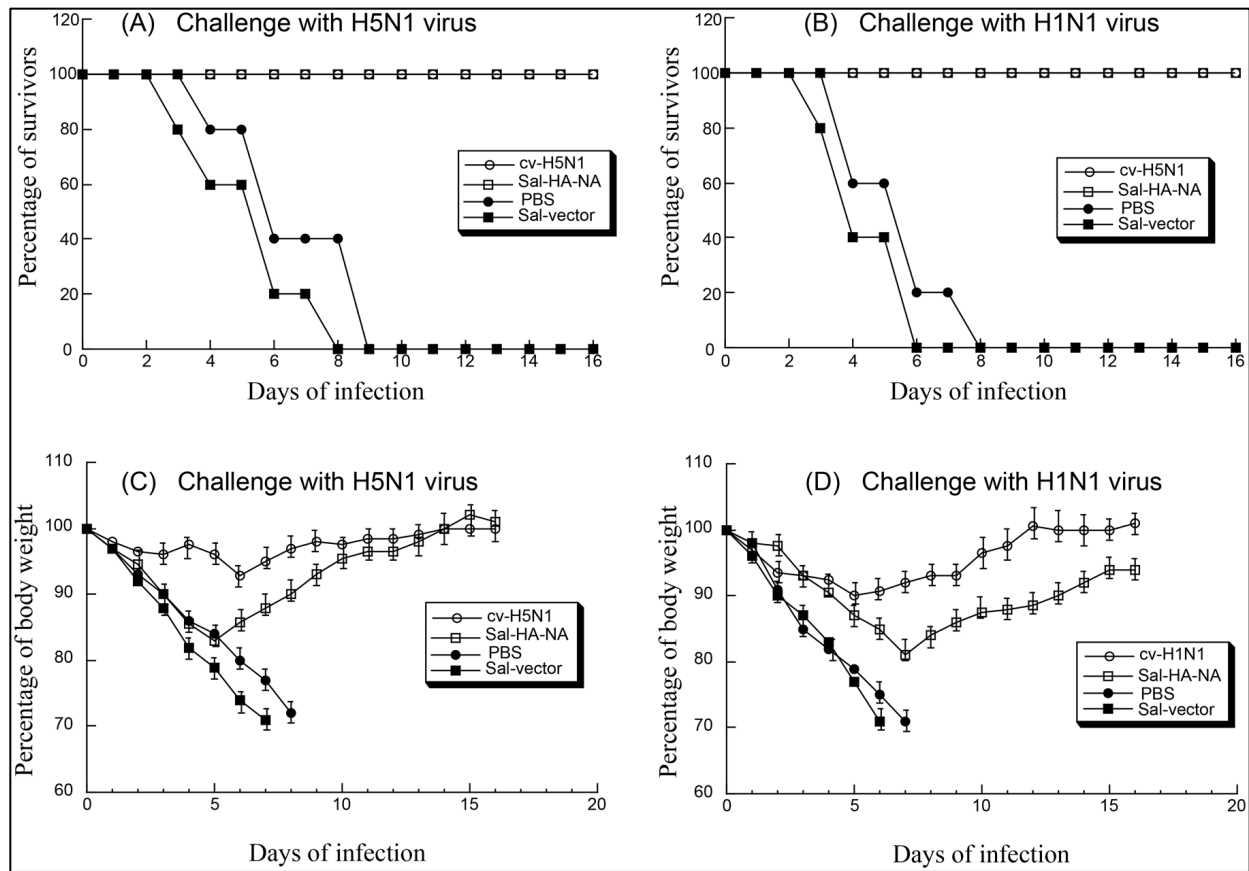 (A) Challenge with H5N1 virus
120
100
80
60
40
20
0
Percentage of survivors
cv-H5N1
Sal-HA-NA
PBS
Sal-vector
0 2 4 6 8 10 12 14 16
Days of infection
(B) Challenge with H1N1 virus
120
100
80
60
40
20
0
Percentage of survivors
cv-H5N1
Sal-HA-NA
PBS
Sal-vector
0 2 4 6 8 10 12 14 16
Days of infection
(C) Challenge with H5N1 virus
110
100
90
80
70
60
Percentage of body weight
cv-H5N1
Sal-HA-NA
PBS
Sal-vector
0 5 10 15 20
Days of infection
(D) Challenge with H1N1 virus
110
100
90
80
70
60
Percentage of body weight
cv-H1N1
Sal-HA-NA
PBS
Sal-vector
0 5 10 15 20
Days of infection